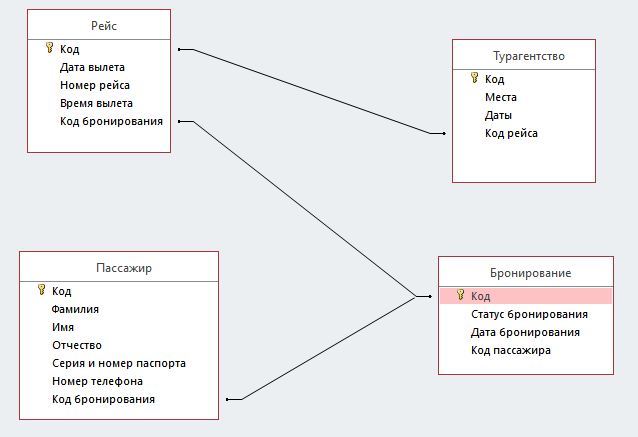 Рейс
Код
Дата вылета
Номер рейса
Время вылета
Код бронирования
Турагентство
Код
Места
Даты
Код рейса
Пассажир
Код
Фамилия
Имя
Отчество
Серия и номер паспорта
Номер телефона
Код бронирования
Бронирование
Код
Статус бронирования
Дата бронирования
Код пассажира